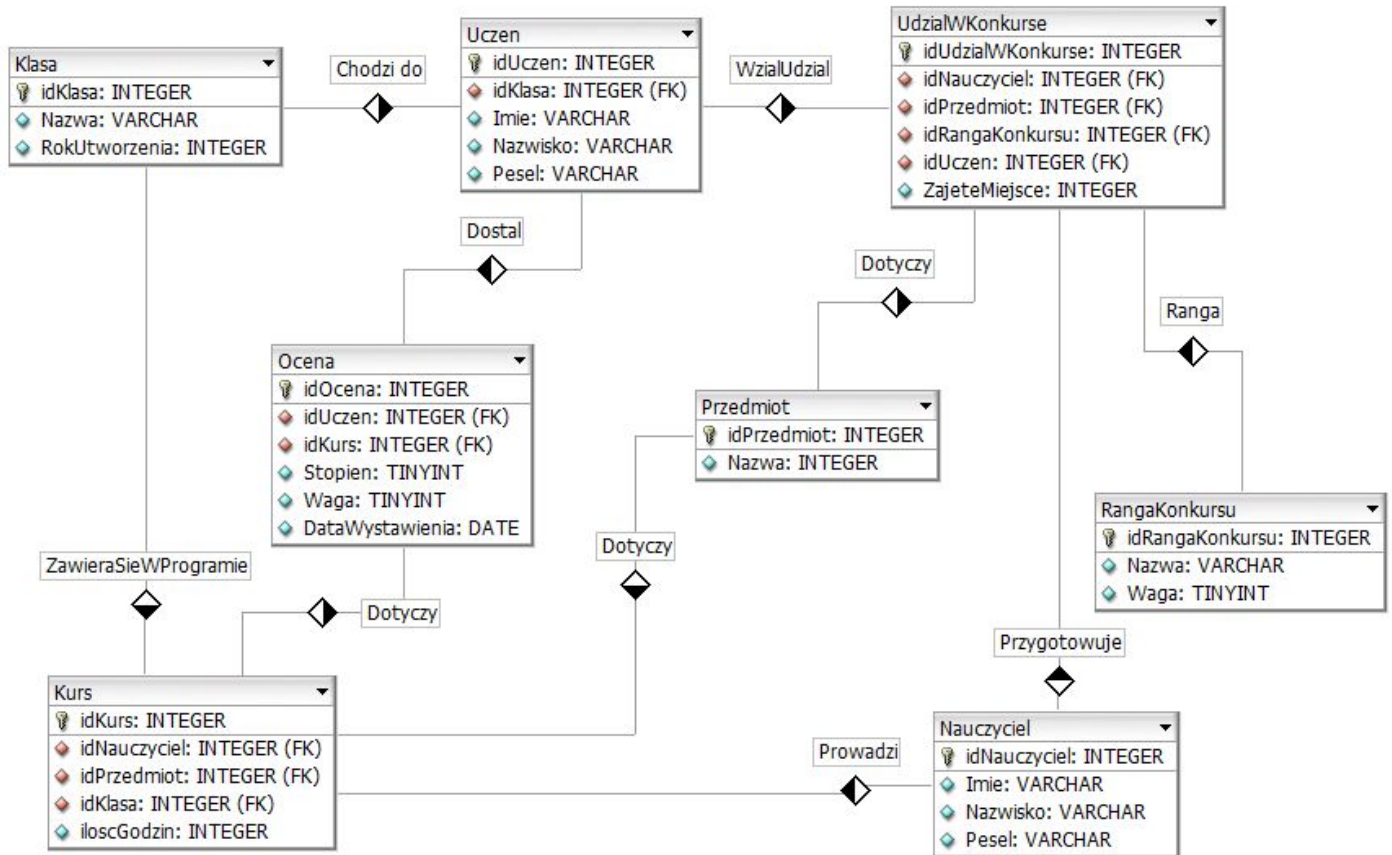 Klasa
idKlasa: INTEGER
Nazwa: VARCHAR
RokUtworzenia: INTEGER
Chodzi do
Uczen
idUczen: INTEGER
idKlasa: INTEGER (FK)
Imie: VARCHAR
Nazwisko: VARCHAR
Pesel: VARCHAR
WzialUdzial
UdzialWKonkurse
idUdzialWKonkurse: INTEGER
idNauczyciel: INTEGER (FK)
idPrzedmiot: INTEGER (FK)
idRangaKonkursu: INTEGER (FK)
idUczen: INTEGER (FK)
ZajeteMiejsce: INTEGER
Dostal
Dotyczy
Ranga
Ocena
idOcena: INTEGER
idUczen: INTEGER (FK)
idKurs: INTEGER (FK)
Stopien: TINYINT
Waga: TINYINT
DataWystawienia: DATE
Przedmiot
idPrzedmiot: INTEGER
Nazwa: INTEGER
RangaKonkursu
idRangaKonkursu: INTEGER
Nazwa: VARCHAR
Waga: TINYINT
ZawieraSieWProgramie
Dotyczy
Dotyczy
Przygotowuje
Kurs
idKurs: INTEGER
idNauczyciel: INTEGER (FK)
idPrzedmiot: INTEGER (FK)
idKlasa: INTEGER (FK)
iloscGodzin: INTEGER
Prowadzi
Nauczyciel
idNauczyciel: INTEGER
Imie: VARCHAR
Nazwisko: VARCHAR
Pesel: VARCHAR